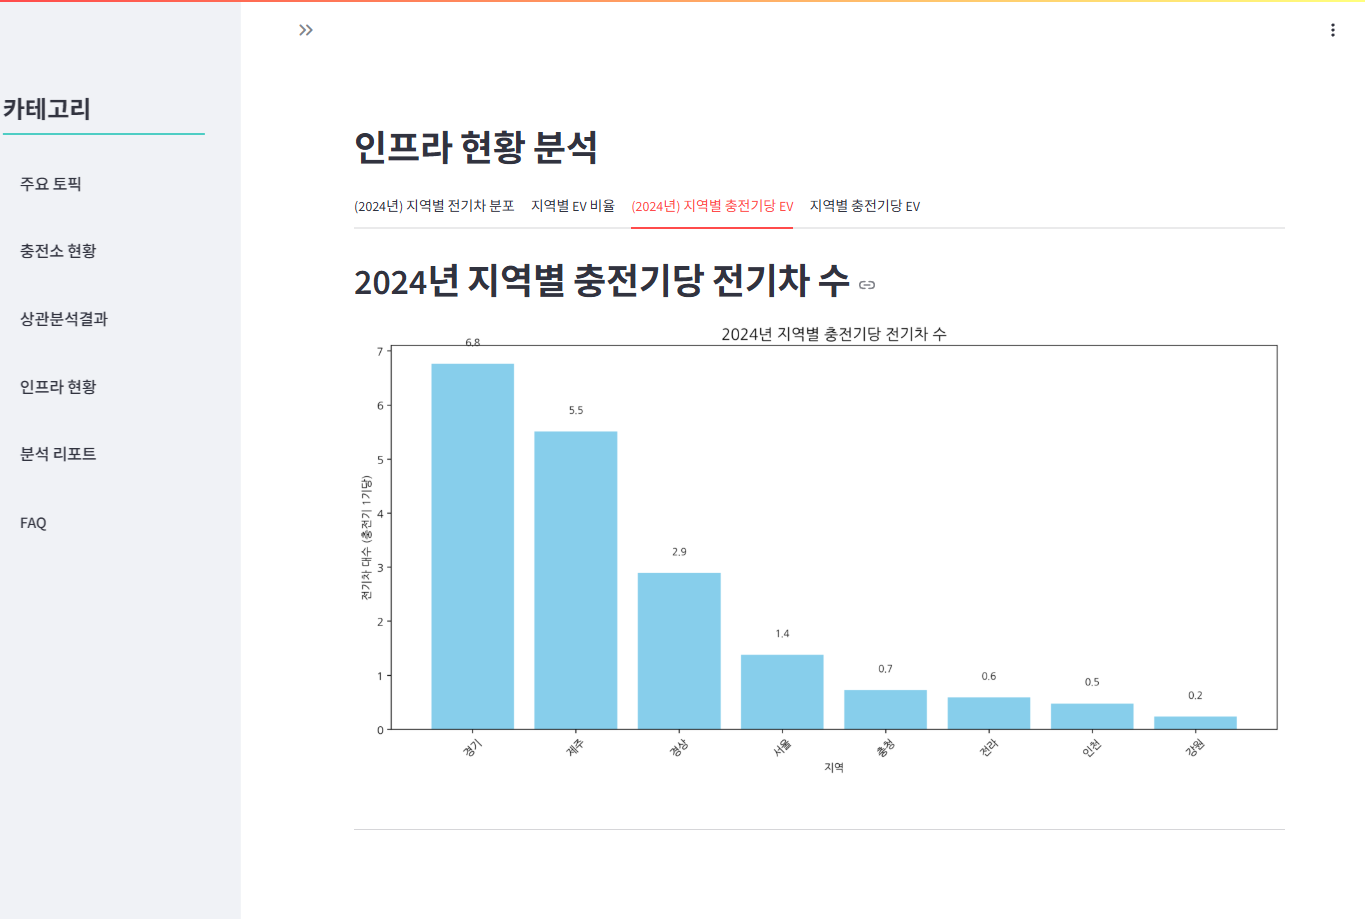 카테고리
주요 토픽
충전소 현황
상관분석결과
인프라 현황
분석 리포트
FAQ
인프라 현황 분석
(2024년) 지역별 전기차 분포 지역별 EV 비율 (2024년) 지역별 충전기당 EV 지역별 충전기당 EV
2024년 지역별 충전기당 전기차 수
2024년 지역별 충전기당 전기차 수
전기차 대수 (충전기 1기당)
7
6
5
4
3
2
1
0
6.8
5.5
2.9
1.4
0.7
0.6
0.5
0.2
경기
제주
경상
서울
충청
전라
인천
강원
지역